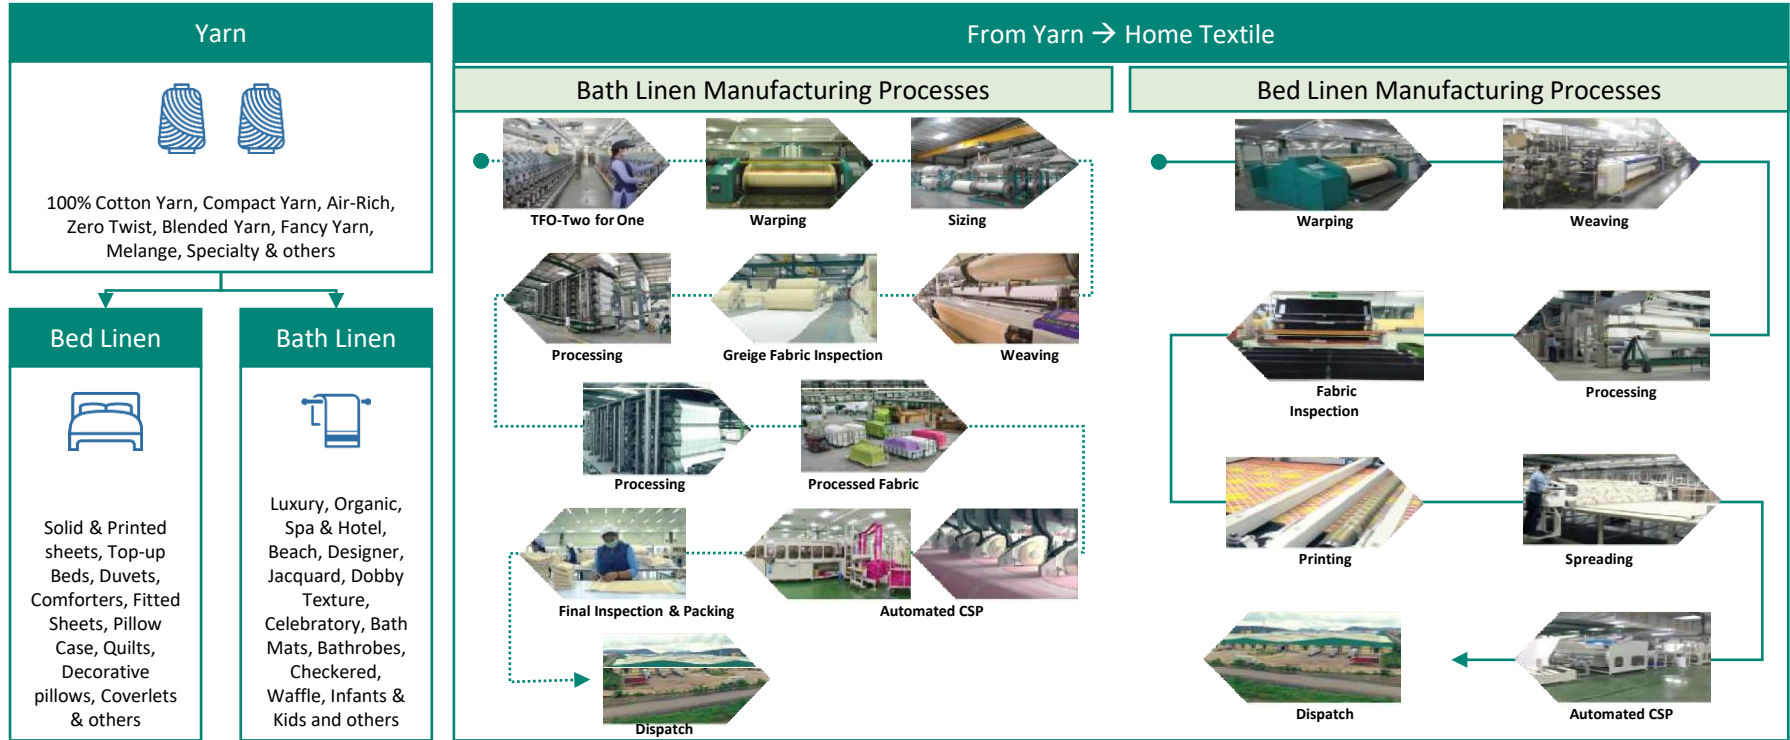 Yarn
100% Cotton Yarn, Compact Yarn, Air-Rich,
Zero Twist, Blended Yarn, Fancy Yarn,
Melange, Specialty & others
Bed Linen
Solid & Printed
sheets, Top-up
Beds, Duvets,
Comforters, Fitted
Sheets, Pillow
Case, Quilts,
Decorative
pillows, Coverlets
& others
Bath Linen
Luxury, Organic,
Spa & Hotel,
Beach, Designer,
Jacquard, Dobby
Texture,
Celebratory, Bath
Mats, Bathrobes,
Checkered,
Waffle, Infants &
Kids and others
From Yarn → Home Textile
Bath Linen Manufacturing Processes
TFO-Two for One
Warping
Sizing
Weaving
Greige Fabric Inspection
Processing
Processing
Processed Fabric
Automated CSP
Final Inspection & Packing
Dispatch
Bed Linen Manufacturing Processes
Warping
Weaving
Processing
Fabric
Inspection
Printing
Spreading
Automated CSP
Dispatch